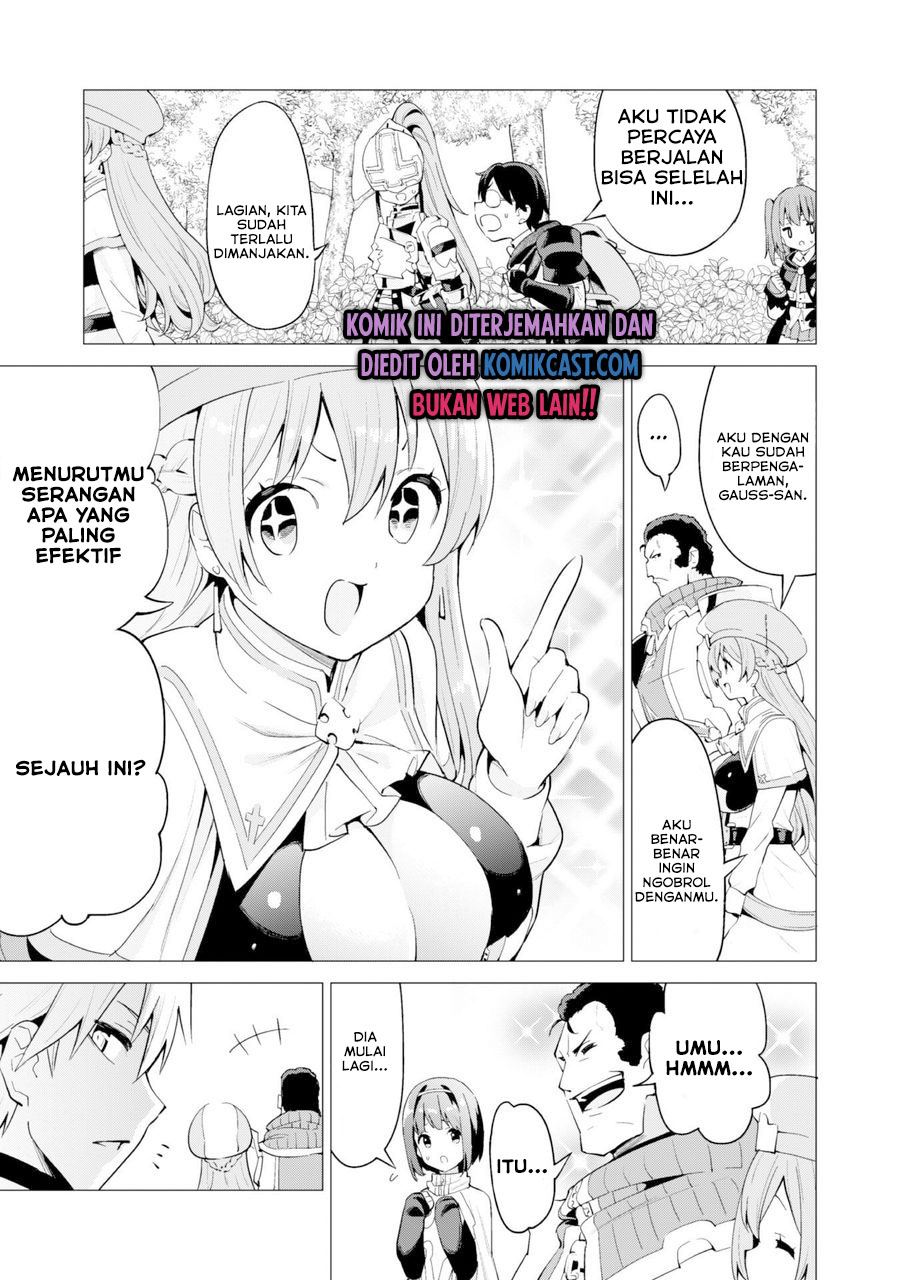 AKU TIDAK
PERCAYA
BERJALAN
BISA SELELAH
INI...
LAGIAN, KITA
SUDAH
TERLALU
DIMANJAKAN.
KOMIK INI DITERJEMAHKAN DAN
DIEDIT OLEH KOMIKCAST.COM
BUKAN WEB LAIN!!
AKU DENGAN
KAU SUDAH
BERPENGA-
LAMAN,
GAUSS-SAN.
...
AKU
BENAR-
BENAR
INGIN
NGOBROL
DENGANMU.
MENURUTMU
SERANGAN
APA YANG
PALING
EFEKTIF
SEJAUH INI?
UMU...
HMMM...
ITU...
DIA
MULAI
LAGI...